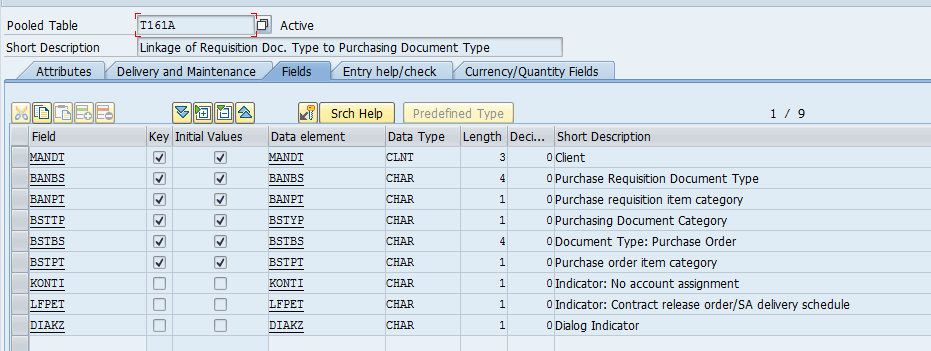 Pooled Table T161A Active
Short Description Linkage of Requisition Doc. Type to Purchasing Document Type
Attributes Delivery and Maintenance Fields Entry help/check Currency/Quantity Fields
Srch Help Predefined Type 1 / 9
Field Key Initial Values Data element Data Type Length Deci... Short Description
MANDT MANDT CLNT 3 0 Client
BANBS BANBS CHAR 4 0 Purchase Requisition Document Type
BANPT BANPT CHAR 1 0 Purchase requisition item category
BSTTP BSTYP CHAR 1 0 Purchasing Document Category
BSTBS BSTBS CHAR 4 0 Document Type: Purchase Order
BSTPT BSTPT CHAR 1 0 Purchase order item category
KONTI KONTI CHAR 1 0 Indicator: No account assignment
LFPET LFPET CHAR 1 0 Indicator: Contract release order/SA delivery schedule
DIAKZ DIAKZ CHAR 1 0 Dialog Indicator